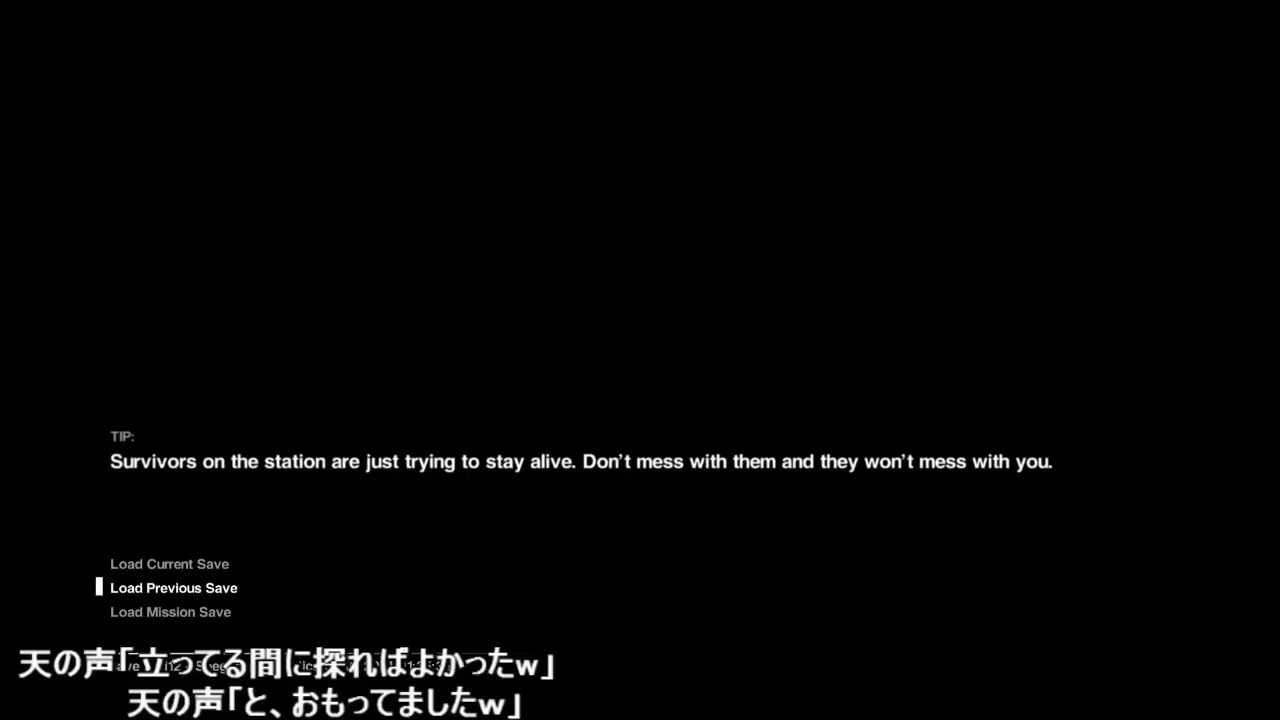 TIP:
Survivors on the station are just trying to stay alive. Don't mess with them and they won't mess with you.
Load Current Save
Load Previous Save
Load Mission Save
天の声「立ってる間に探ればよかったw」
天の声「と、おもってましたw」